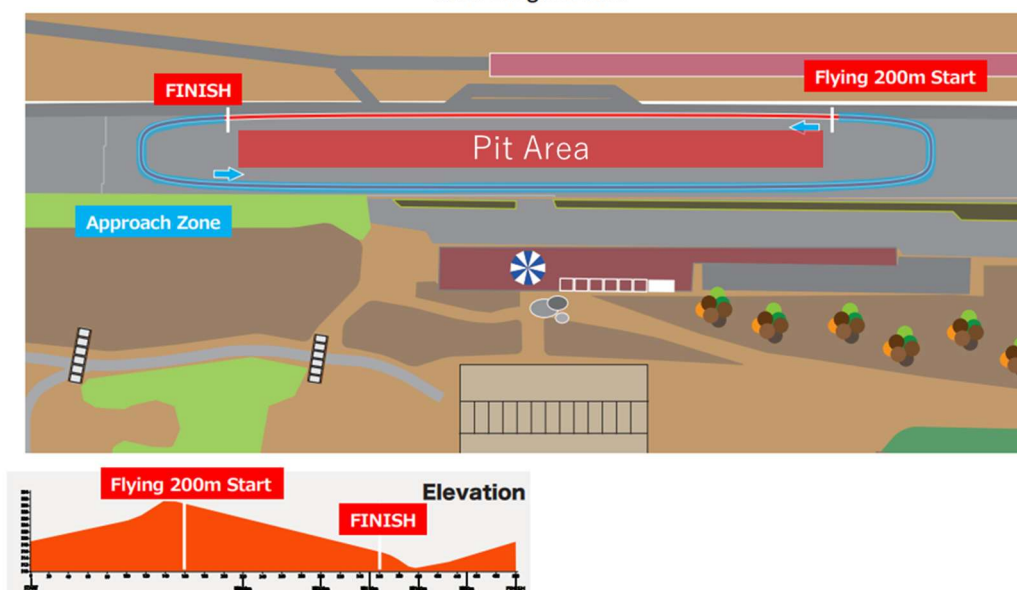 FINISH
Flying 200m Start
Pit Area
Approach Zone
Flying 200m Start
Elevation
FINISH